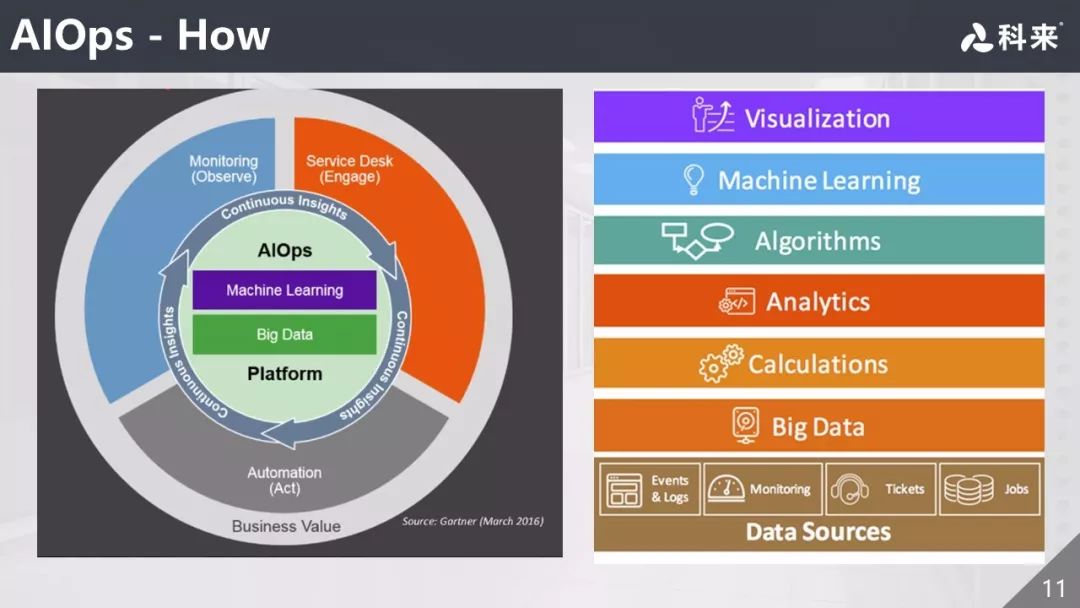 AIOps - How
科来
Monitoring
(Observe)
Service Desk
(Engage)
Continuous Insights
AIOps
Machine Learning
Big Data
Platform
Continuous Insights
Continuous Insights
Automation
(Act)
Business Value
Source: Gartner (March 2016)
Visualization
Machine Learning
Algorithms
Analytics
Calculations
Big Data
Events
& Logs
Monitoring
Tickets
Jobs
Data Sources
11